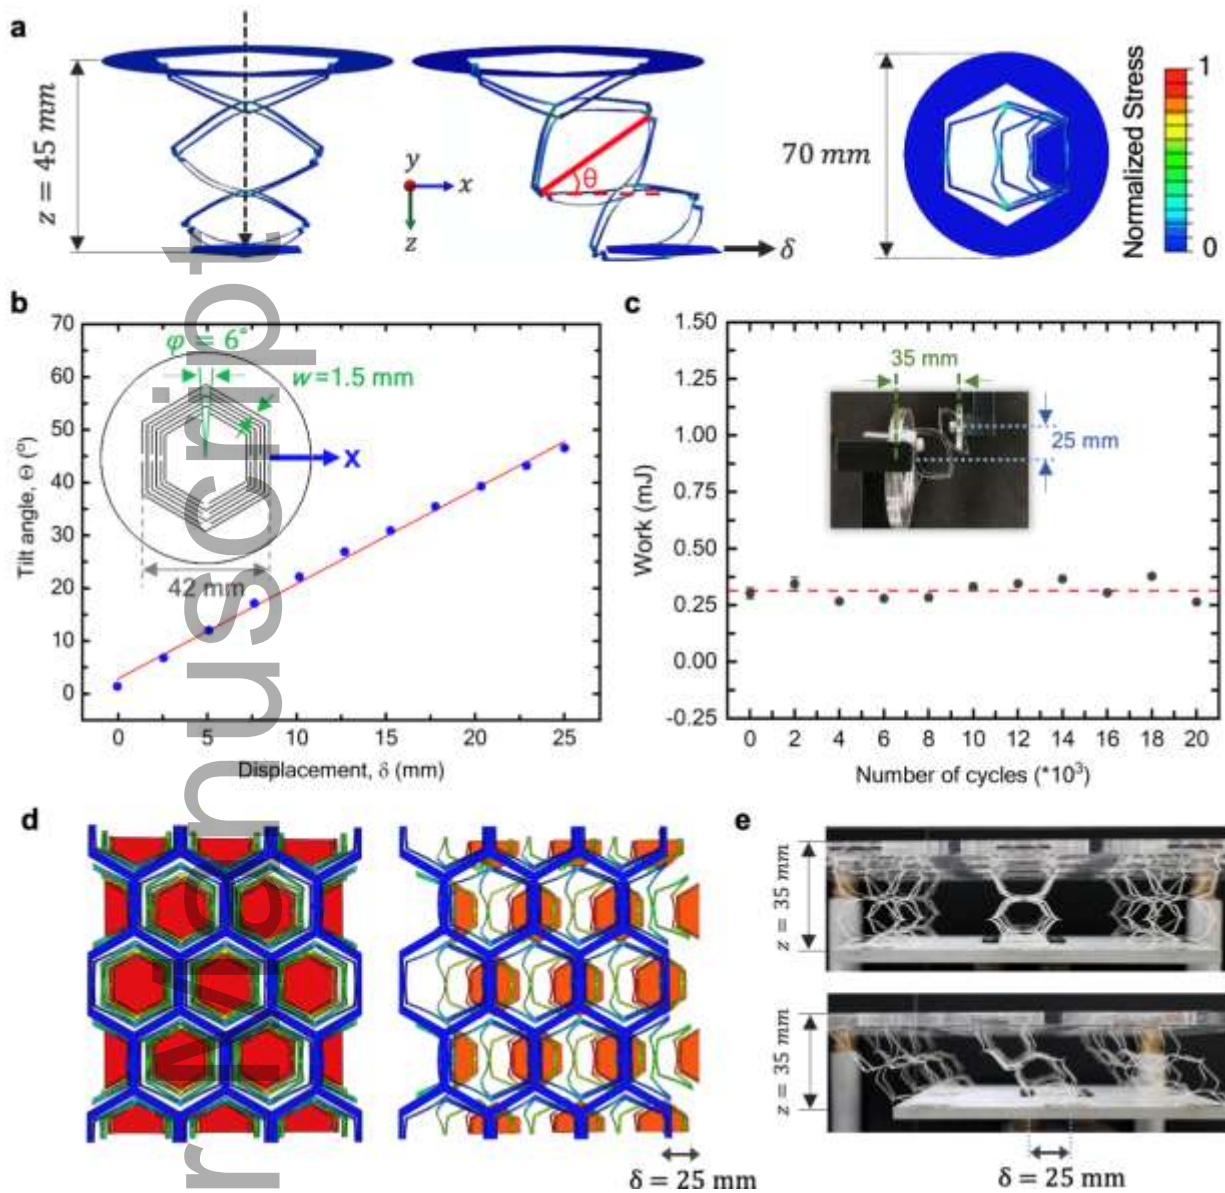 a
z = 45 mm
y
x
z
θ
δ
70 mm
Normalized Stress
1
0
b
70
60
50
40
30
20
10
0
Tilt angle, Θ (°)
φ = 6°
w =1.5 mm
X
42 mm
0 5 10 15 20 25
Displacement, δ (mm)
c
1.50
1.25
1.00
0.75
0.50
0.25
0.00
-0.25
Work (mJ)
35 mm
25 mm
0 2 4 6 8 10 12 14 16 18 20
Number of cycles (*10³)
d
δ = 25 mm
e
z = 35 mm
z = 35 mm
δ = 25 mm
r Manuscript